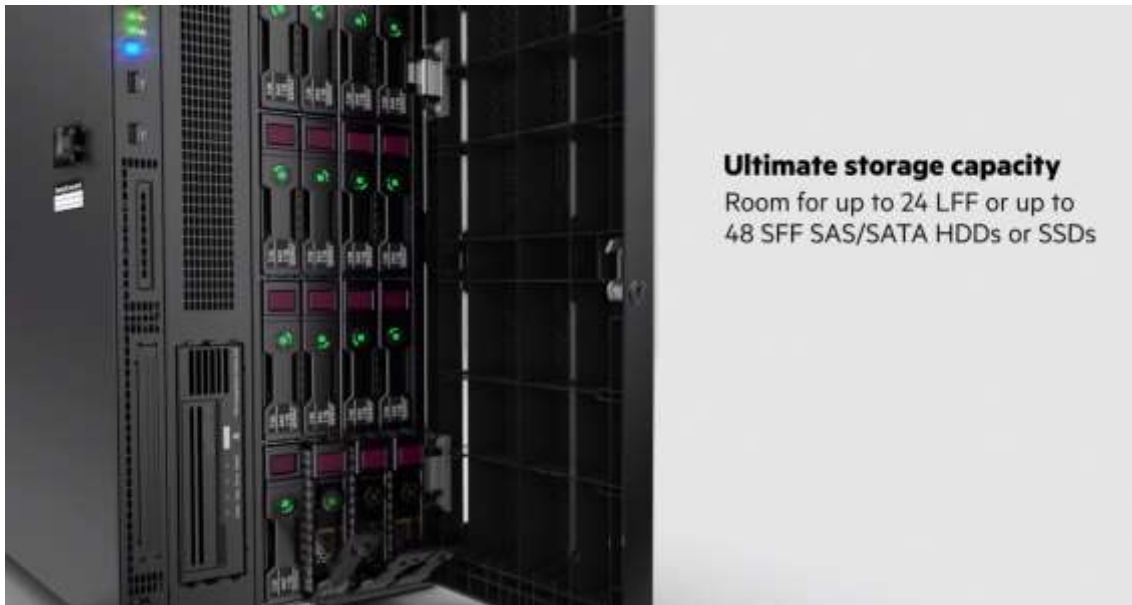 Ultimate storage capacity
Room for up to 24 LFF or up to
48 SFF SAS/SATA HDDs or SSDs